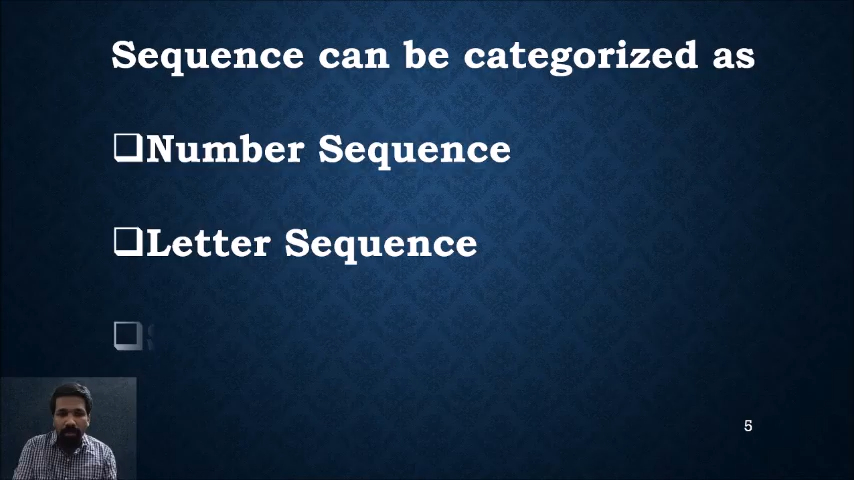 Sequence can be categorized as
❑Number Sequence
❑Letter Sequence
❑
5